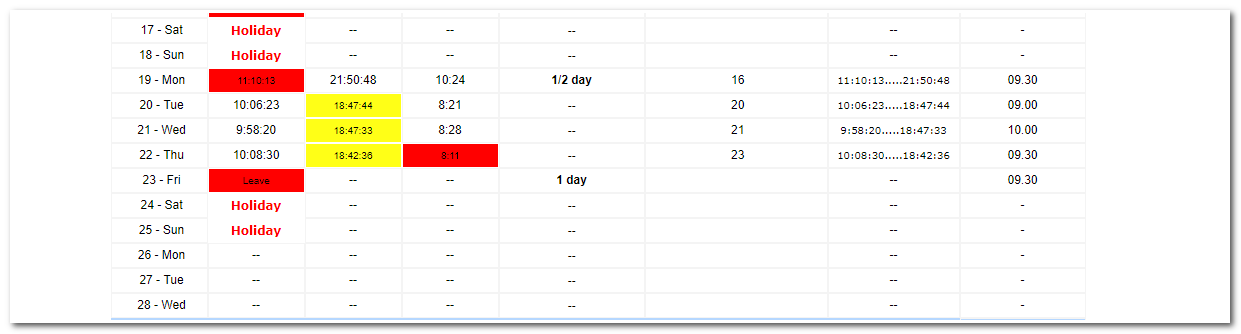 17 - Sat Holiday -- -- -- -- -
18 - Sun Holiday -- -- -- -- -
19 - Mon 11:10:13 21:50:48 10:24 1/2 day 16 11:10:13.....21:50:48 09.30
20 - Tue 10:06:23 18:47:44 8:21 -- 20 10:06:23.....18:47:44 09.00
21 - Wed 9:58:20 18:47:33 8:28 -- 21 9:58:20.....18:47:33 10.00
22 - Thu 10:08:30 18:42:36 8:11 -- 23 10:08:30.....18:42:36 09.30
23 - Fri Leave -- -- 1 day -- 09.30
24 - Sat Holiday -- -- -- -- -
25 - Sun Holiday -- -- -- -- -
26 - Mon -- -- -- -- -- -
27 - Tue -- -- -- -- -- -
28 - Wed -- -- -- -- -- -